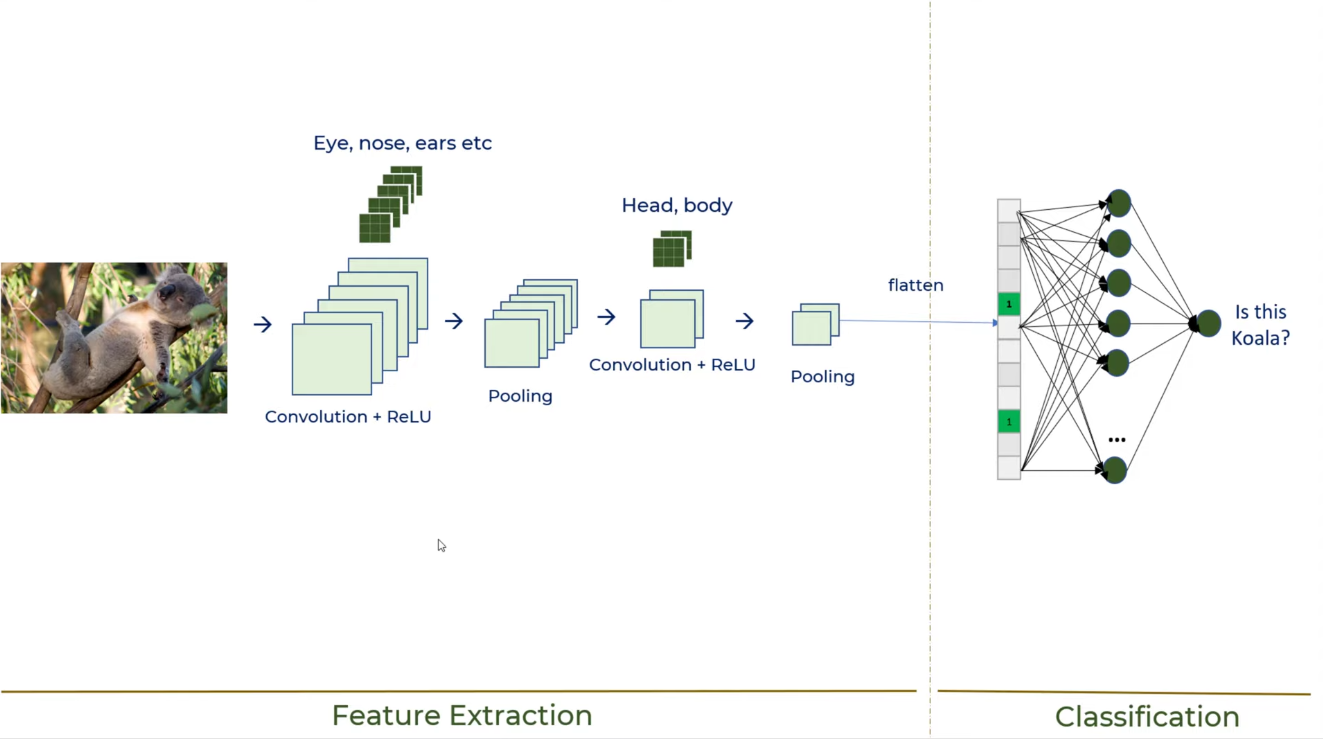 Eye, nose, ears etc
Head, body
flatten
1
Is this
Koala?
Convolution + ReLU
Pooling
Convolution + ReLU
Pooling
1
...
Feature Extraction
Classification